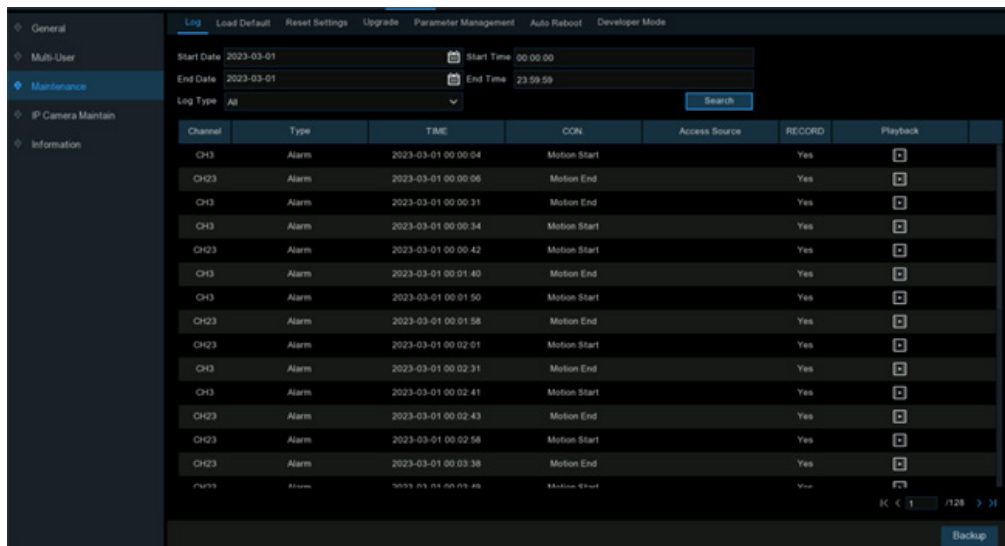 General
Multi-User
Maintenance
IP Camera Maintain
Information
Log Load Default Reset Settings Upgrade Parameter Management Auto Reboot Developer Mode
Start Date 2023-03-01 Start Time 00:00:00
End Date 2023-03-01 End Time 23:59:59
Log Type All Search
Channel Type TIME CON. Access Source RECORD Playback
CH3 Alarm 2023-03-01 00:00:04 Motion Start Yes
CH23 Alarm 2023-03-01 00:00:06 Motion End Yes
CH3 Alarm 2023-03-01 00:00:31 Motion End Yes
CH3 Alarm 2023-03-01 00:00:34 Motion Start Yes
CH23 Alarm 2023-03-01 00:00:42 Motion Start Yes
CH3 Alarm 2023-03-01 00:01:40 Motion End Yes
CH3 Alarm 2023-03-01 00:01:50 Motion Start Yes
CH23 Alarm 2023-03-01 00:01:58 Motion End Yes
CH23 Alarm 2023-03-01 00:02:01 Motion Start Yes
CH3 Alarm 2023-03-01 00:02:31 Motion End Yes
CH3 Alarm 2023-03-01 00:02:41 Motion Start Yes
CH23 Alarm 2023-03-01 00:02:43 Motion End Yes
CH23 Alarm 2023-03-01 00:02:58 Motion Start Yes
CH23 Alarm 2023-03-01 00:03:38 Motion End Yes
CH23 Alarm 2023-03-01 00:03:49 Motion Start Yes
1 /128
Backup